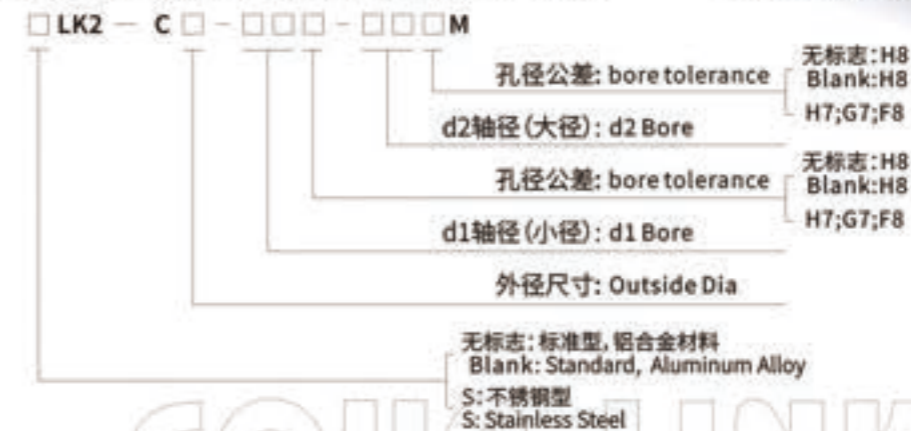 □LK2 — C□ - □□□ - □□□M
孔径公差: bore tolerance
无标志:H8
Blank:H8
H7;G7;F8
d2轴径(大径): d2 Bore
孔径公差: bore tolerance
无标志:H8
Blank:H8
H7;G7;F8
d1轴径(小径): d1 Bore
外径尺寸: Outside Dia
无标志:标准型,铝合金材料
Blank: Standard, Aluminum Alloy
S:不锈钢型
S: Stainless Steel